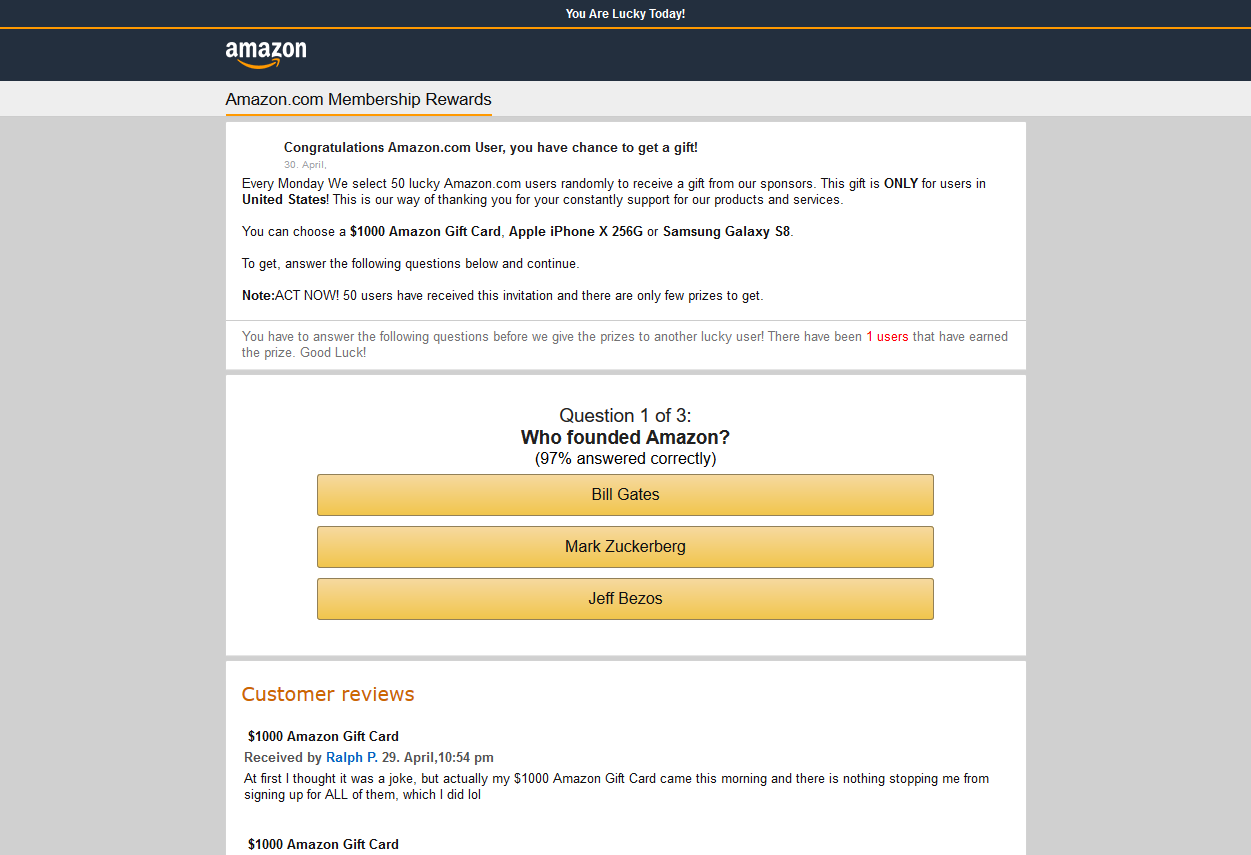 You Are Lucky Today!
amazon
Amazon.com Membership Rewards
Congratulations Amazon.com User, you have chance to get a gift!
30. April,
Every Monday We select 50 lucky Amazon.com users randomly to receive a gift from our sponsors. This gift is ONLY for users in
United States! This is our way of thanking you for your constantly support for our products and services.
You can choose a $1000 Amazon Gift Card, Apple iPhone X 256G or Samsung Galaxy S8.
To get, answer the following questions below and continue.
Note:ACT NOW! 50 users have received this invitation and there are only few prizes to get.
You have to answer the following questions before we give the prizes to another lucky user! There have been 1 users that have earned
the prize. Good Luck!
Question 1 of 3:
Who founded Amazon?
(97% answered correctly)
Bill Gates
Mark Zuckerberg
Jeff Bezos
Customer reviews
$1000 Amazon Gift Card
Received by Ralph P. 29. April,10:54 pm
At first I thought it was a joke, but actually my $1000 Amazon Gift Card came this morning and there is nothing stopping me from
signing up for ALL of them, which I did lol
$1000 Amazon Gift Card